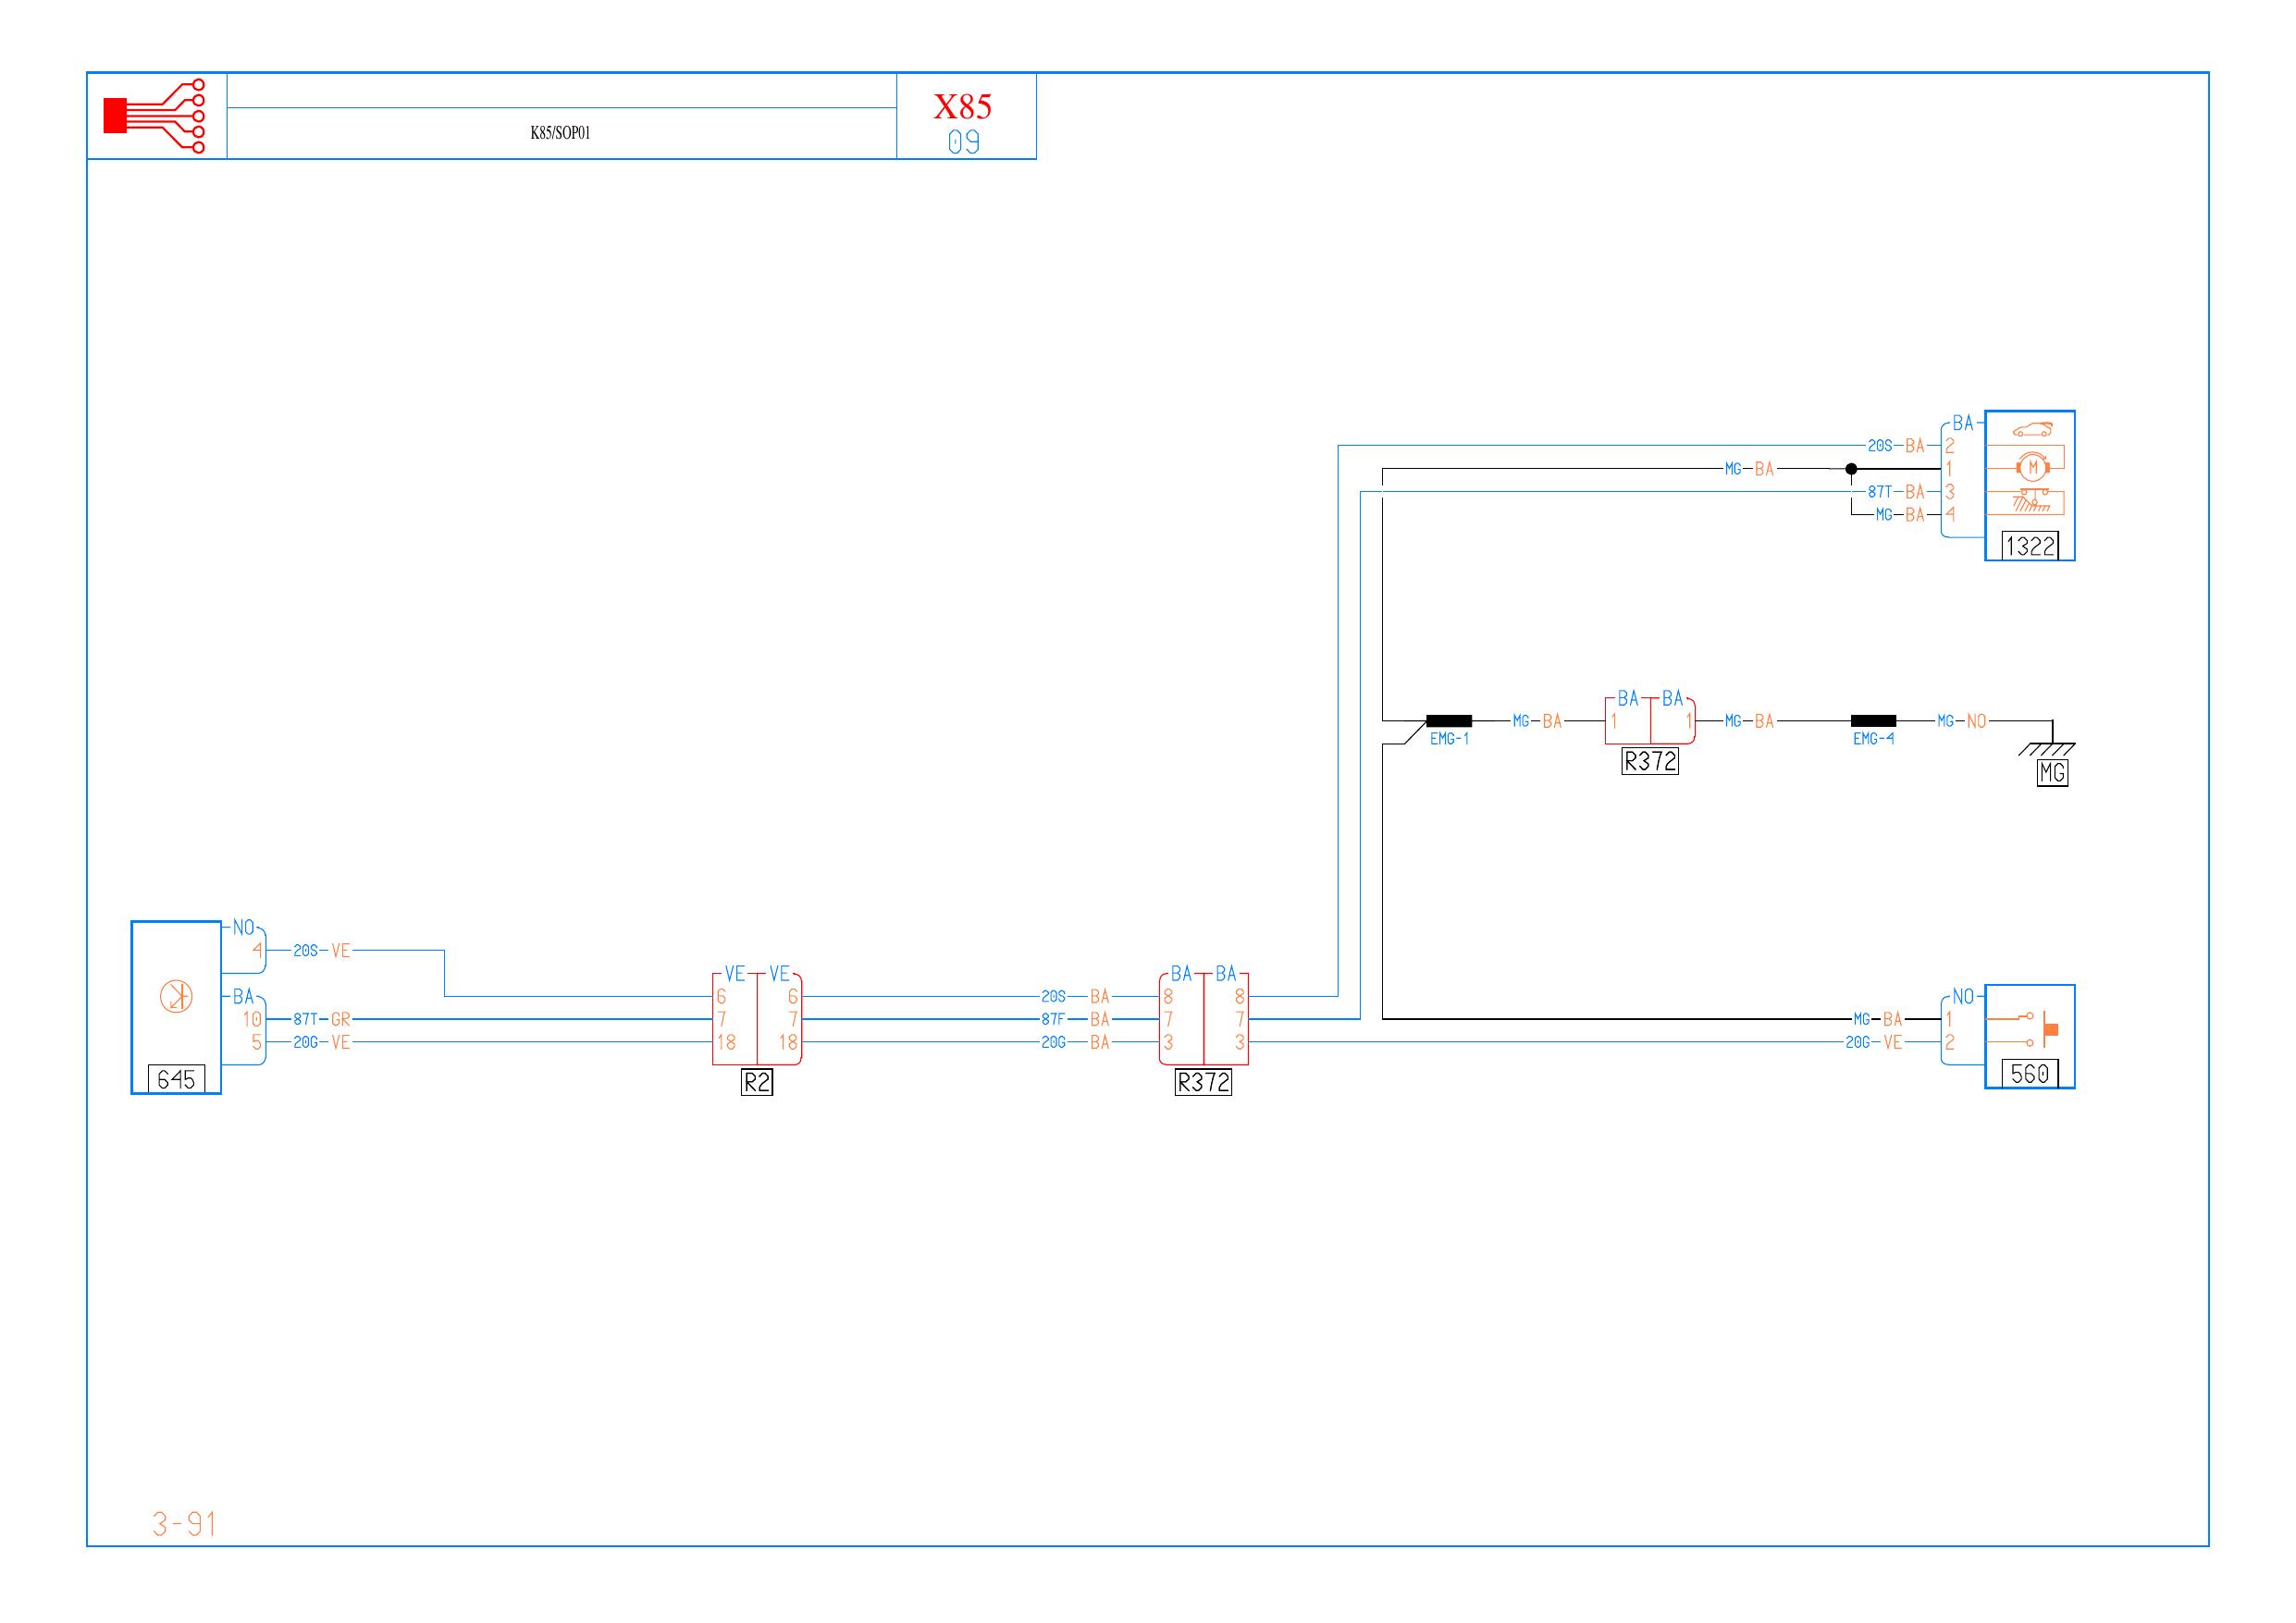 X85
K85/SOP01
09
BA
20S BA 2
MG BA 1
87T BA 3
M
MG BA 4
1322
BA BA
MG BA 1 1 MG BA MG NO
EMG-1 EMG-4
R372
MG
NO
4 20S VE
VE VE BA BA
BA 6 6 20S BA 8 8 NO
10 87T GR 7 7 87F BA 7 7 MG BA 1
5 20G VE 18 18 20G BA 3 3 20G VE 2
645 R2 R372 560
3-91